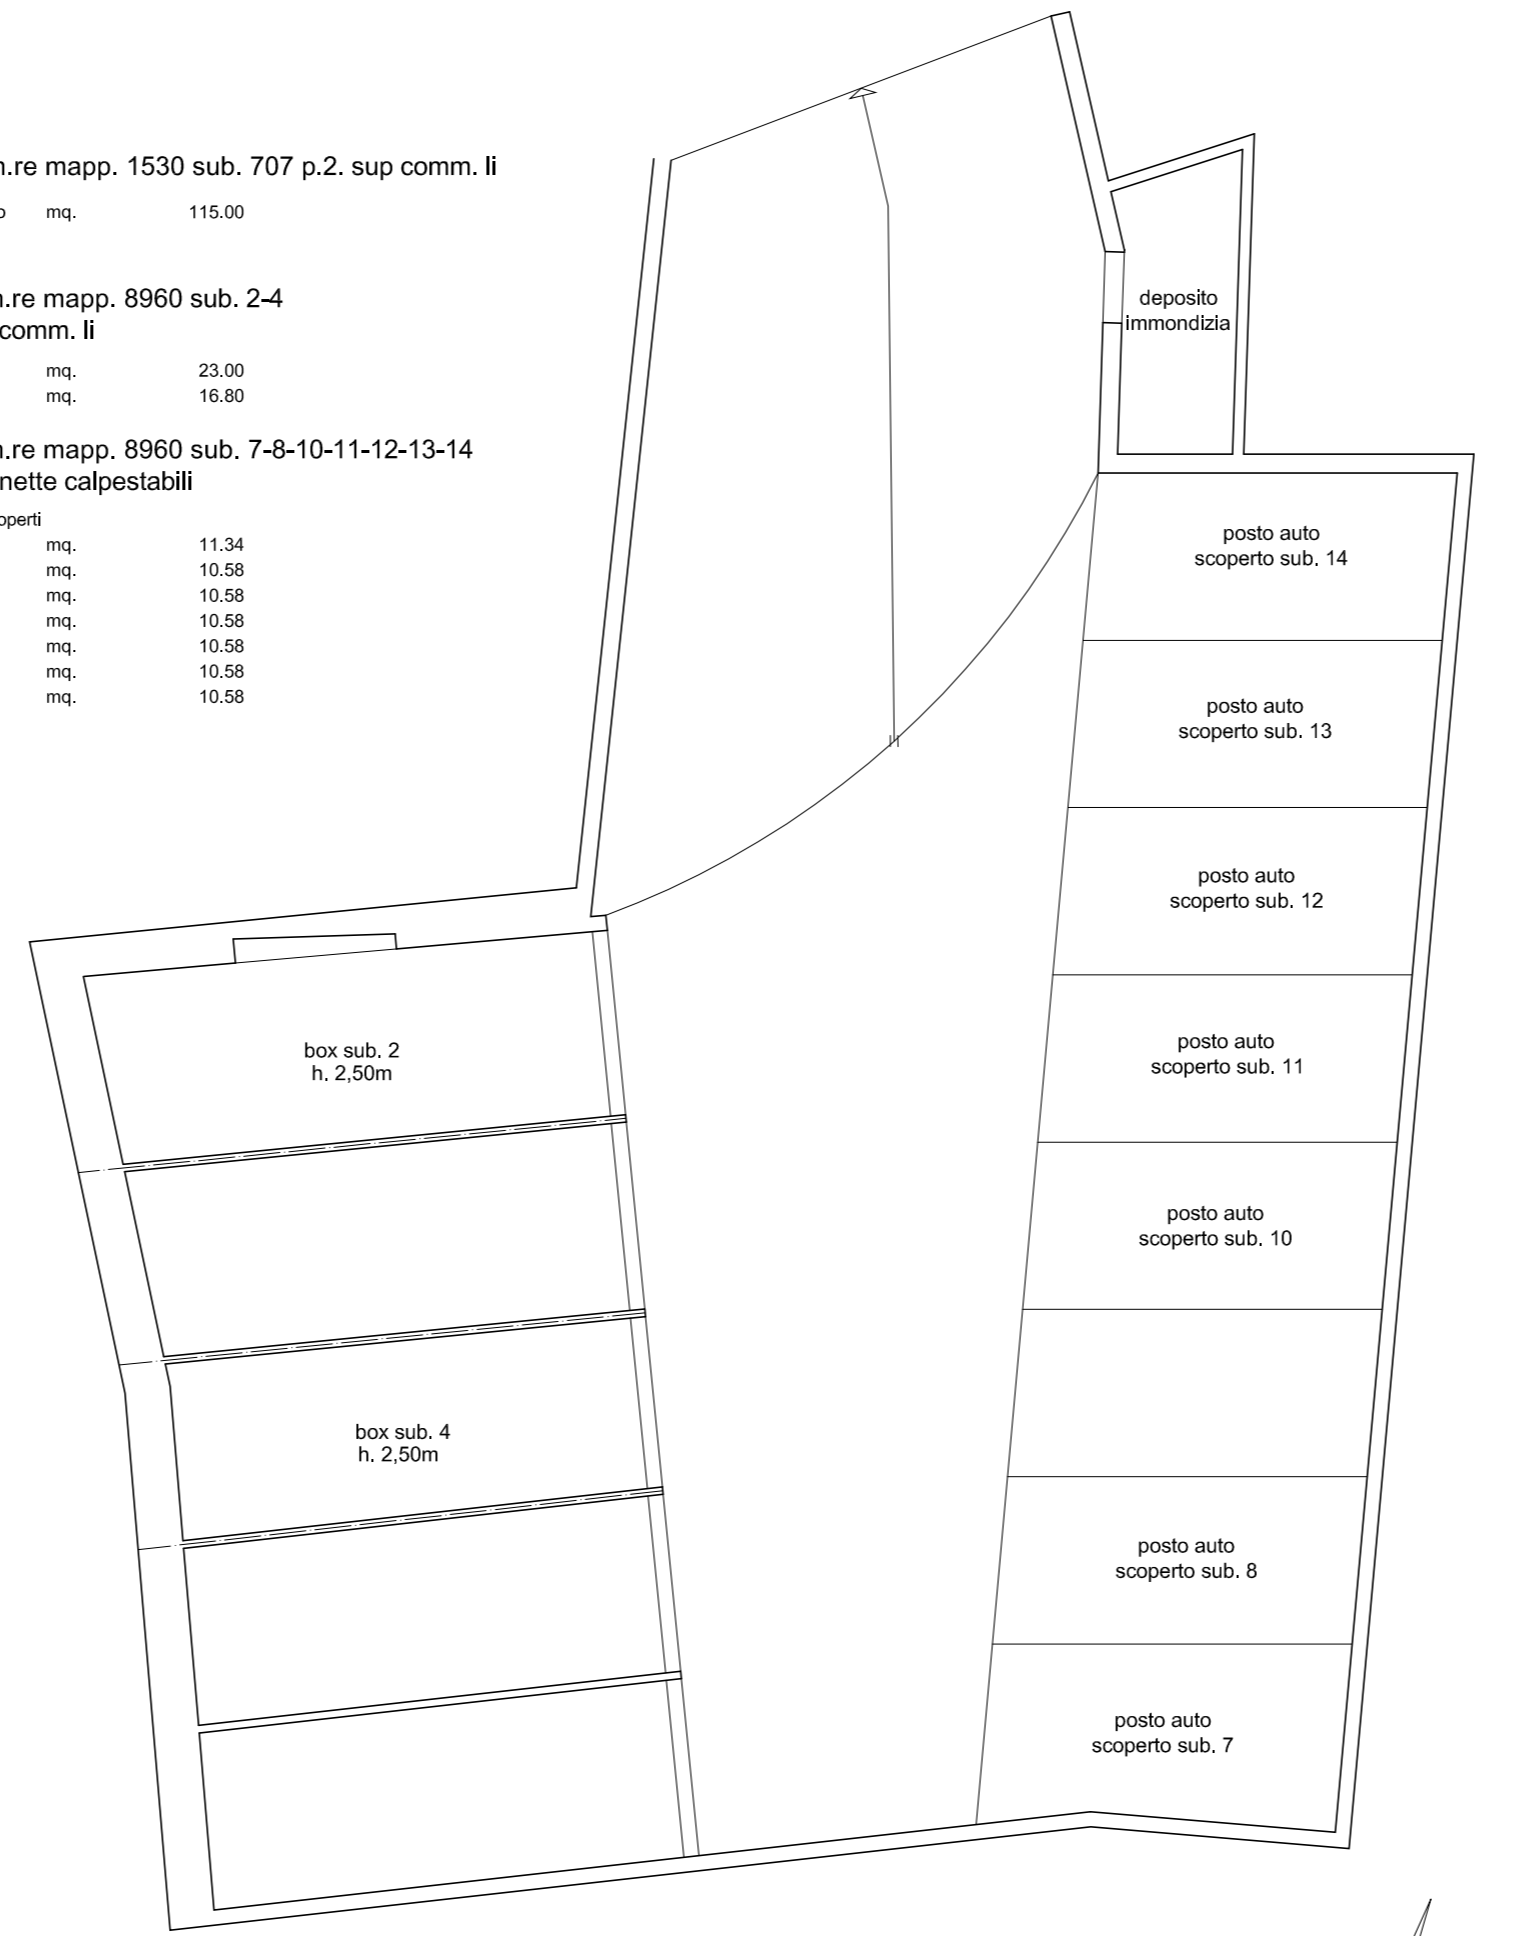 n.re mapp. 1530 sub. 707 p.2. sup comm. li
o mq. 115.00
n.re mapp. 8960 sub. 2-4
comm. li
mq. 23.00
mq. 16.80
n.re mapp. 8960 sub. 7-8-10-11-12-13-14
nette calpestabili
operti
mq. 11.34
mq. 10.58
mq. 10.58
mq. 10.58
mq. 10.58
mq. 10.58
mq. 10.58
deposito
immondizia
posto auto
scoperto sub. 14
posto auto
scoperto sub. 13
posto auto
scoperto sub. 12
posto auto
scoperto sub. 11
posto auto
scoperto sub. 10
posto auto
scoperto sub. 8
posto auto
scoperto sub. 7
box sub. 2
h. 2,50m
box sub. 4
h. 2,50m